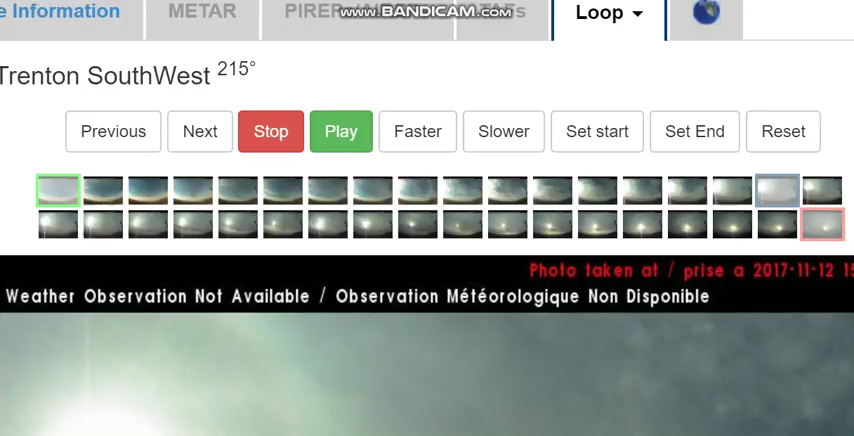 e Information METAR PIREP Loop
www.BANDICAM.com
Trenton SouthWest 215°
Previous Next Stop Play Faster Slower Set start Set End Reset
Photo taken at / prise a 2017-11-12 15
Weather Observation Not Available / Observation Météorologique Non Disponible